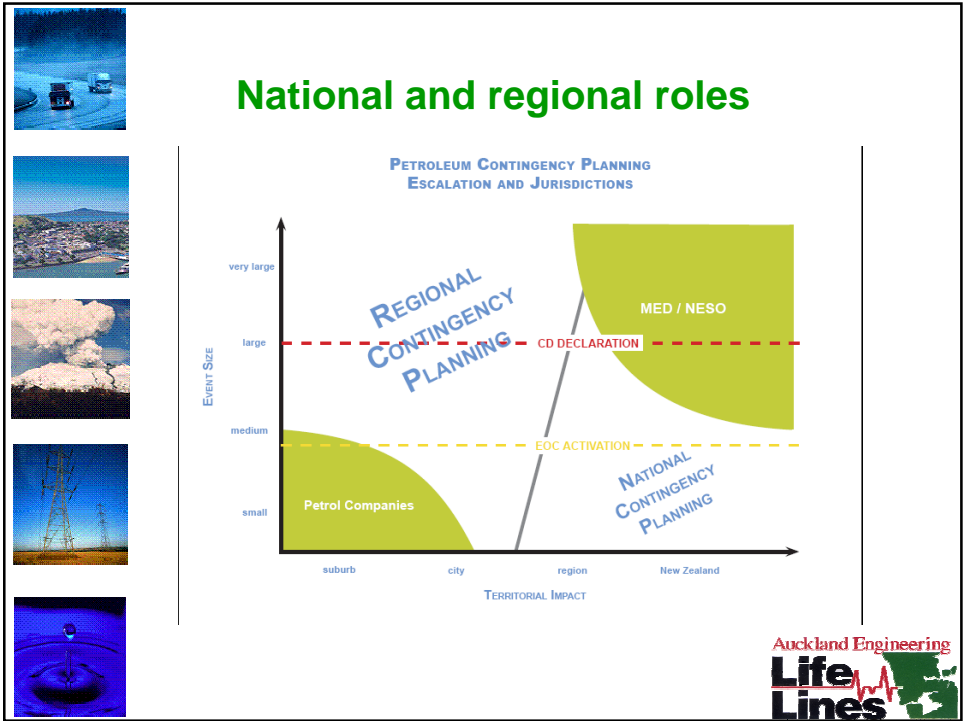 National and regional roles
PETROLEUM CONTINGENCY PLANNING
ESCALATION AND JURISDICTIONS
very large
large
medium
small
EVENT SIZE
REGIONAL
CONTINGENCY
PLANNING
MED / NESO
CD DECLARATION
EOC ACTIVATION
NATIONAL
CONTINGENCY
PLANNING
Petrol Companies
suburb
city
region
New Zealand
TERRITORIAL IMPACT
Auckland Engineering
Life
Lines